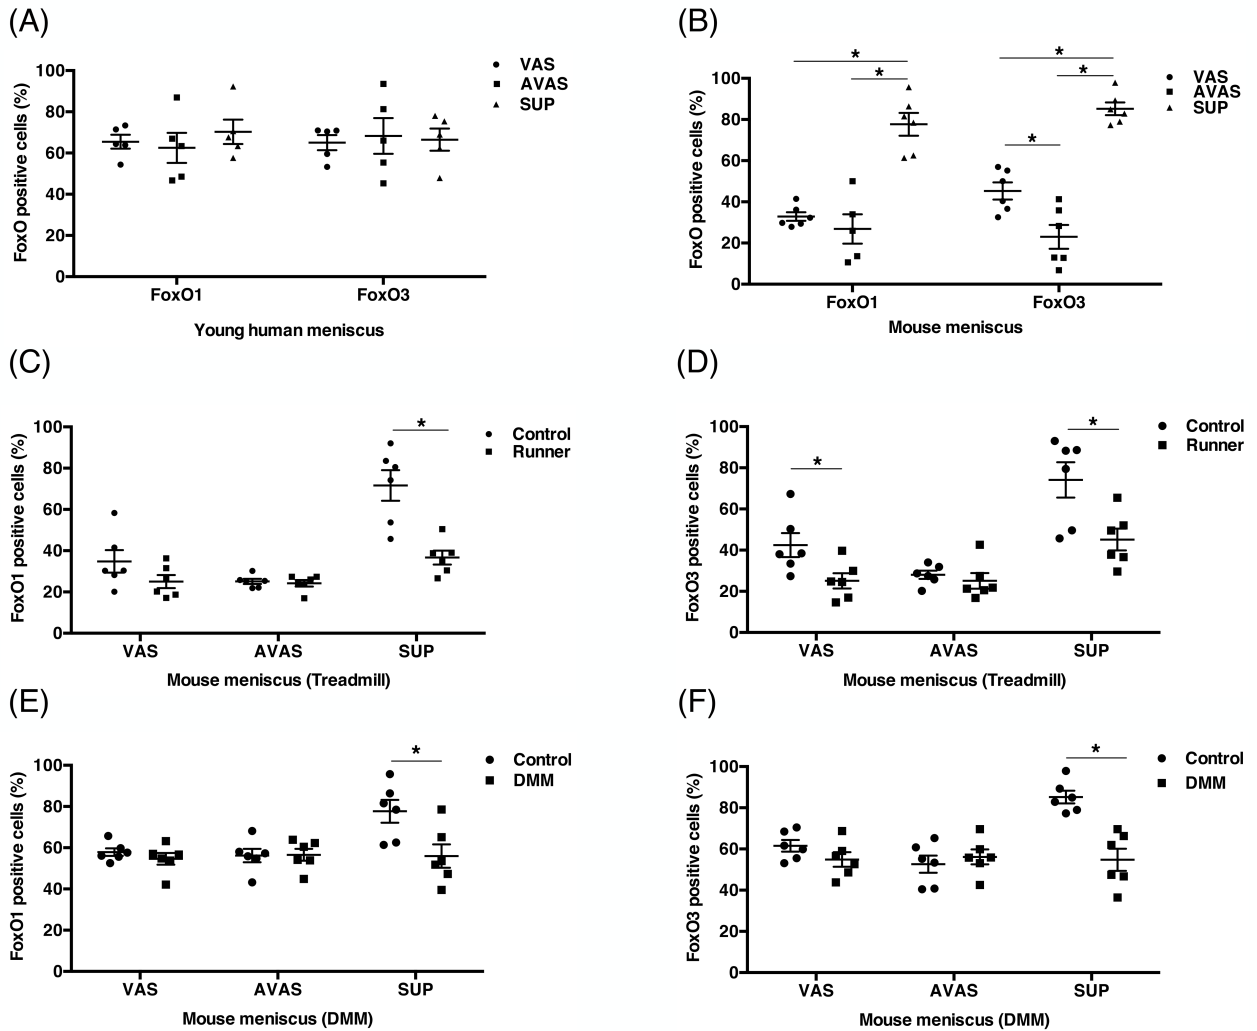 (A)
VAS
AVAS
SUP
FoxO positive cells (%)
100
80
60
40
20
0
FoxO1
FoxO3
Young human meniscus
(B)
*
*
*
*
*
VAS
AVAS
SUP
FoxO positive cells (%)
100
80
60
40
20
0
FoxO1
FoxO3
Mouse meniscus
(C)
*
Control
Runner
FoxO1 positive cells (%)
100
80
60
40
20
0
VAS
AVAS
SUP
Mouse meniscus (Treadmill)
(D)
*
*
Control
Runner
FoxO3 positive cells (%)
100
80
60
40
20
0
VAS
AVAS
SUP
Mouse meniscus (Treadmill)
(E)
*
Control
DMM
FoxO1 positive cells (%)
100
80
60
40
20
0
VAS
AVAS
SUP
Mouse meniscus (DMM)
(F)
*
Control
DMM
FoxO3 positive cells (%)
100
80
60
40
20
0
VAS
AVAS
SUP
Mouse meniscus (DMM)